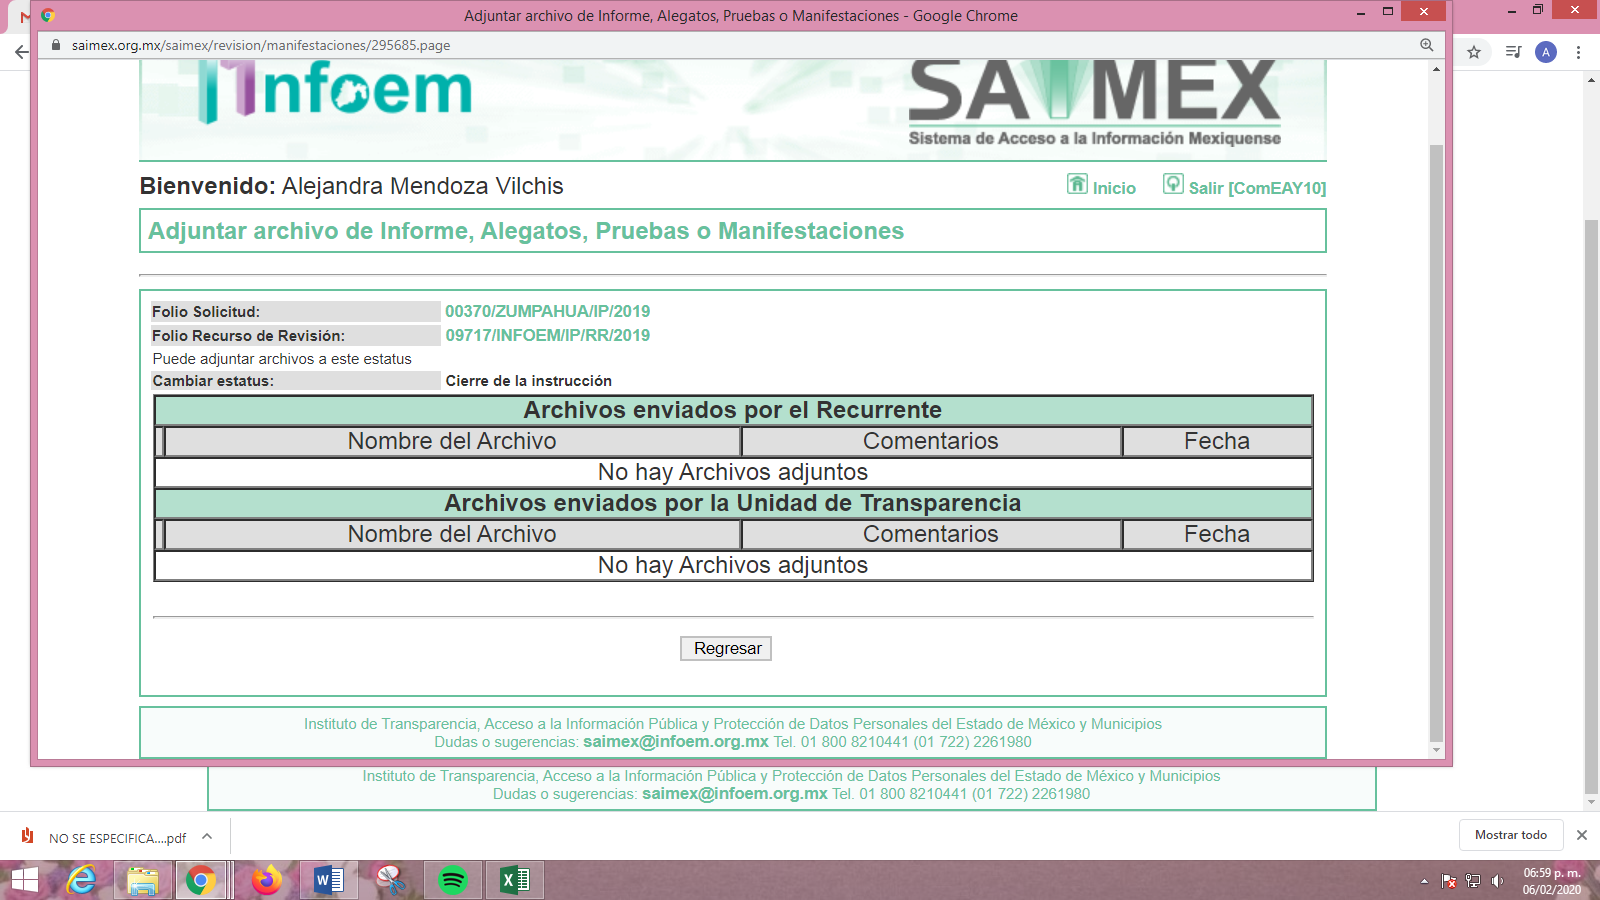 Adjuntar archivo de Informe, Alegatos, Pruebas o Manifestaciones - Google Chrome
saimex.org.mx/saimex/revision/manifestaciones/295685.page
A
infoem
SAIMEX
Sistema de Acceso a la Información Mexiquense
Bienvenido: Alejandra Mendoza Vilchis
Inicio
Salir [ComEAY10]
Adjuntar archivo de Informe, Alegatos, Pruebas o Manifestaciones
Folio Solicitud: 00370/ZUMPAHUA/IP/2019
Folio Recurso de Revisión: 09717/INFOEM/IP/RR/2019
Puede adjuntar archivos a este estatus
Cambiar estatus: Cierre de la instrucción
Archivos enviados por el Recurrente
Nombre del Archivo Comentarios Fecha
No hay Archivos adjuntos
Archivos enviados por la Unidad de Transparencia
Nombre del Archivo Comentarios Fecha
No hay Archivos adjuntos
Regresar
Instituto de Transparencia, Acceso a la Información Pública y Protección de Datos Personales del Estado de México y Municipios
Dudas o sugerencias: saimex@infoem.org.mx Tel. 01 800 8210441 (01 722) 2261980
Instituto de Transparencia, Acceso a la Información Pública y Protección de Datos Personales del Estado de México y Municipios
Dudas o sugerencias: saimex@infoem.org.mx Tel. 01 800 8210441 (01 722) 2261980
NO SE ESPECIFICA....pdf
Mostrar todo
06:59 p. m.
06/02/2020